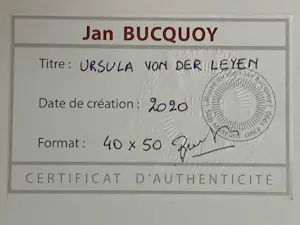 Jan BUCQUOY
Titre : URSULA VON DER LEYEN
Date de création : 2020
Format : 40 x 50
CERTIFICAT D'AUTHENTICITÉ